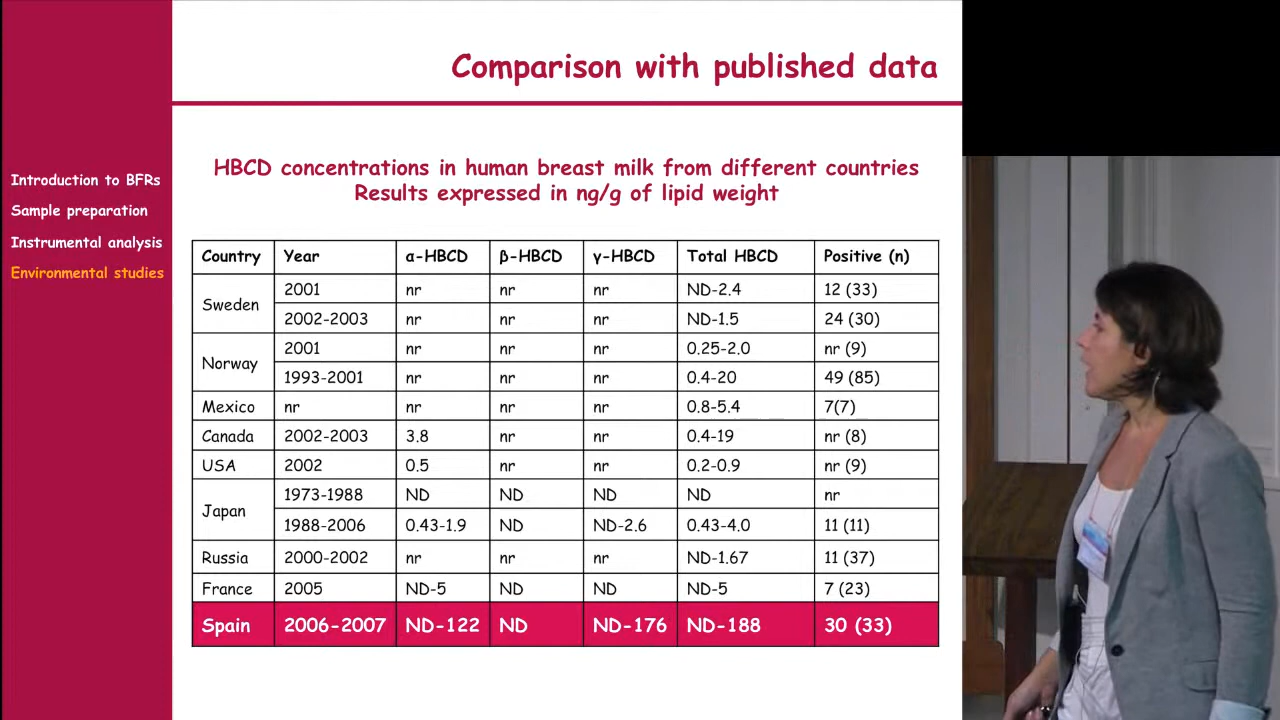 Comparison with published data
Introduction to BFRs
Sample preparation
Instrumental analysis
Environmental studies
HBCD concentrations in human breast milk from different countries
Results expressed in ng/g of lipid weight
Country Year α-HBCD β-HBCD γ-HBCD Total HBCD Positive (n)
Sweden 2001 nr nr nr ND-2.4 12 (33)
2002-2003 nr nr nr ND-1.5 24 (30)
Norway 2001 nr nr nr 0.25-2.0 nr (9)
1993-2001 nr nr nr 0.4-20 49 (85)
Mexico nr nr nr nr 0.8-5.4 7(7)
Canada 2002-2003 3.8 nr nr 0.4-19 nr (8)
USA 2002 0.5 nr nr 0.2-0.9 nr (9)
Japan 1973-1988 ND ND ND ND nr
1988-2006 0.43-1.9 ND ND-2.6 0.43-4.0 11 (11)
Russia 2000-2002 nr nr nr ND-1.67 11 (37)
France 2005 ND-5 ND ND ND-5 7 (23)
Spain 2006-2007 ND-122 ND ND-176 ND-188 30 (33)